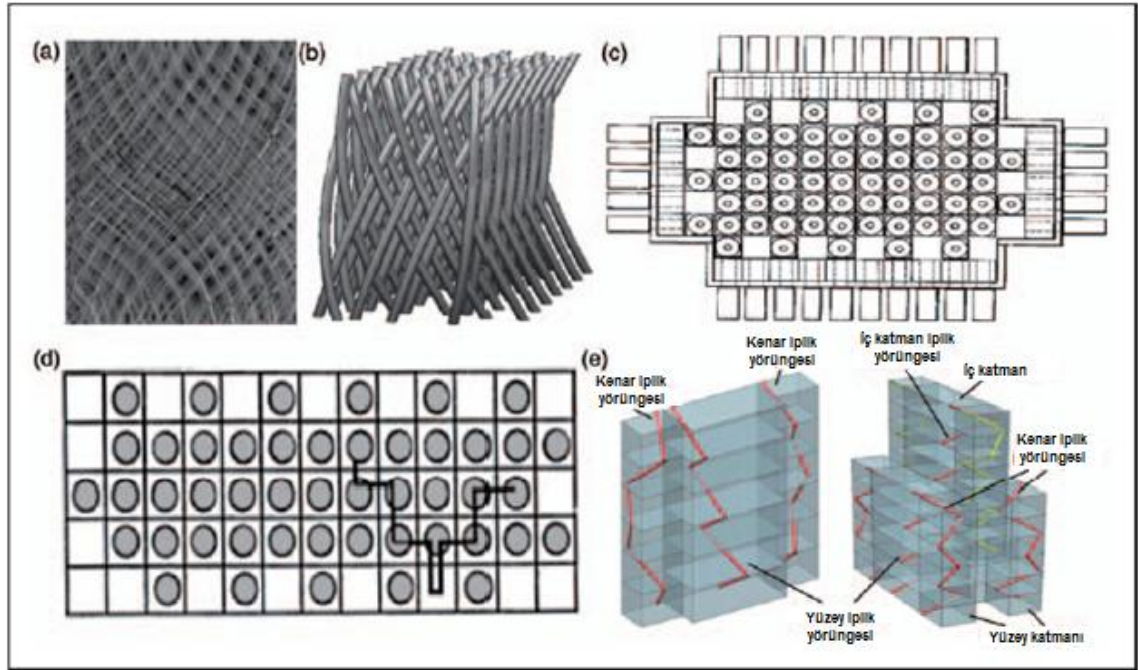 (a)
(b)
(c)
(d)
(e)
Kenar iplik
yörüngesi
Kenar iplik
yörüngesi
İç katman iplik
yörüngesi
İç katman
Kenar iplik
yörüngesi
Yüzey iplik
yörüngesi
Yüzey katmanı